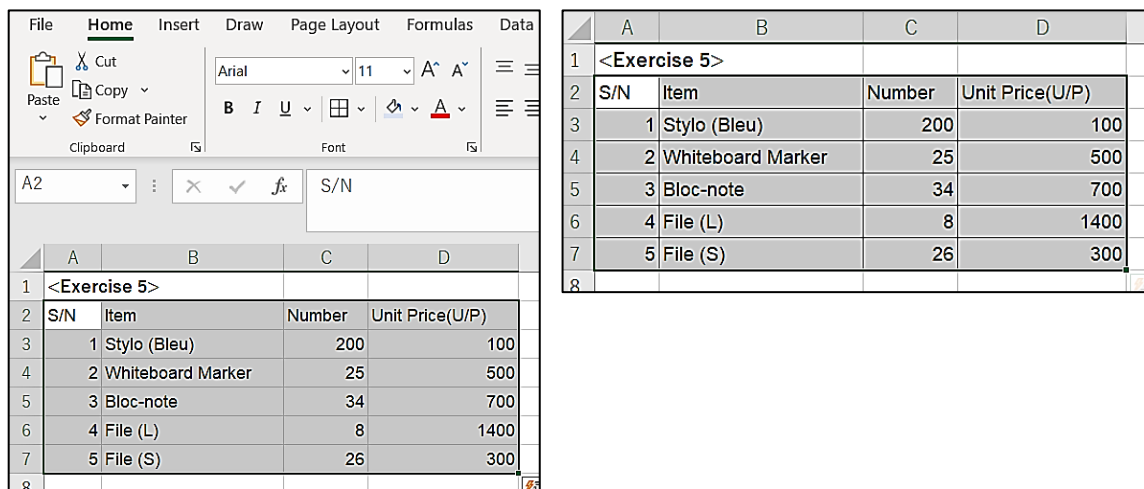 File Home Insert Draw Page Layout Formulas Data
Cut
Copy
Paste
Format Painter
Clipboard
Arial 11 A A
B I U A
Font
A2 fx S/N
A B C D
1 <Exercise 5>
2 S/N Item Number Unit Price(U/P)
3 1 Stylo (Bleu) 200 100
4 2 Whiteboard Marker 25 500
5 3 Bloc-note 34 700
6 4 File (L) 8 1400
7 5 File (S) 26 300
8
A B C D
1 <Exercise 5>
2 S/N Item Number Unit Price(U/P)
3 1 Stylo (Bleu) 200 100
4 2 Whiteboard Marker 25 500
5 3 Bloc-note 34 700
6 4 File (L) 8 1400
7 5 File (S) 26 300
8